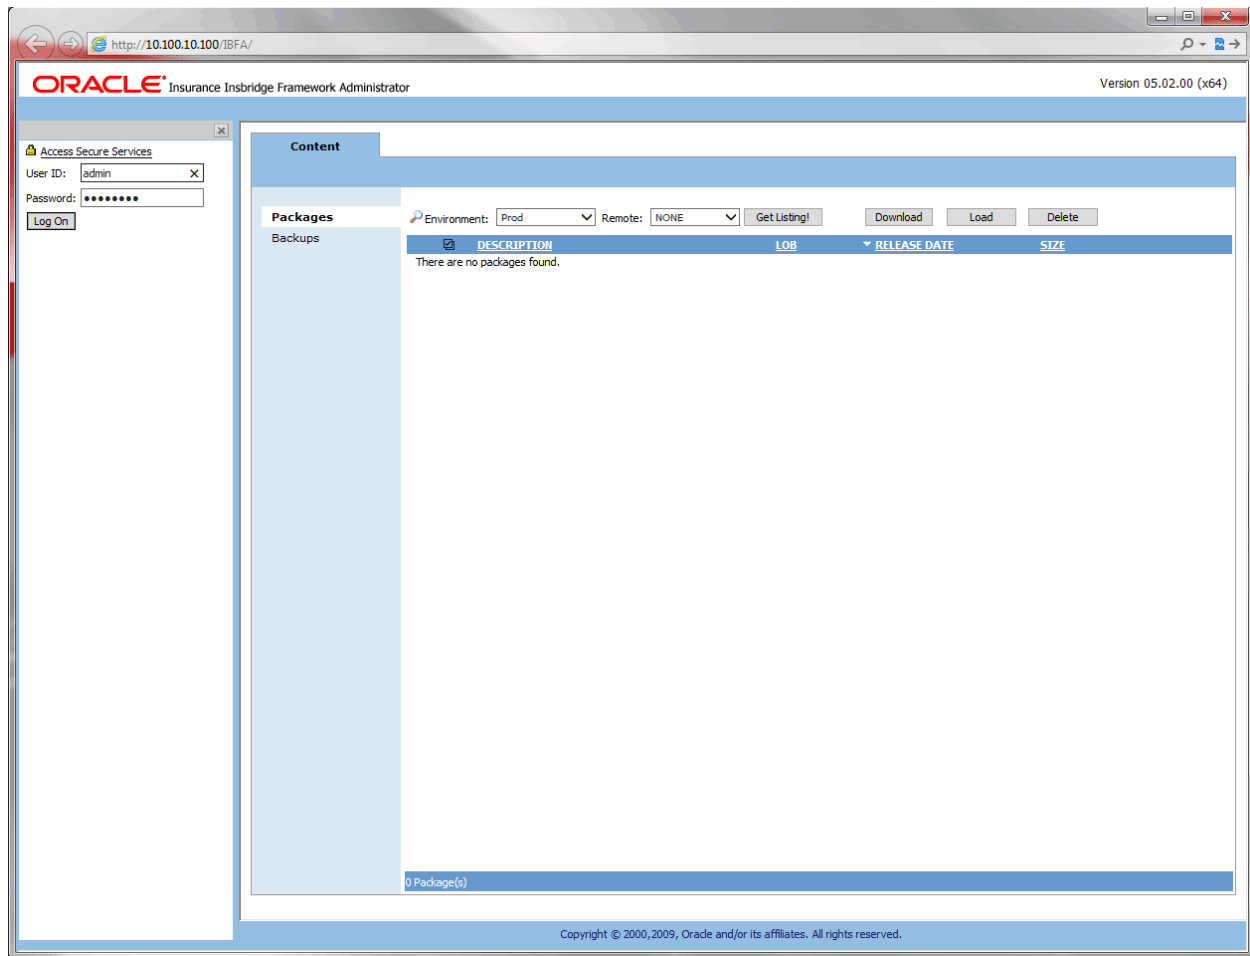 http://10.100.10.100/IBFA/
ORACLE® Insurance Insbridge Framework Administrator
Version 05.02.00 (x64)
Access Secure Services
User ID: admin
Password: ••••••••
Log On
Content
Packages
Backups
Environment: Prod Remote: NONE Get Listing! Download Load Delete
DESCRIPTION LOB RELEASE DATE SIZE
There are no packages found.
0 Package(s)
Copyright © 2000,2009, Oracle and/or its affiliates. All rights reserved.